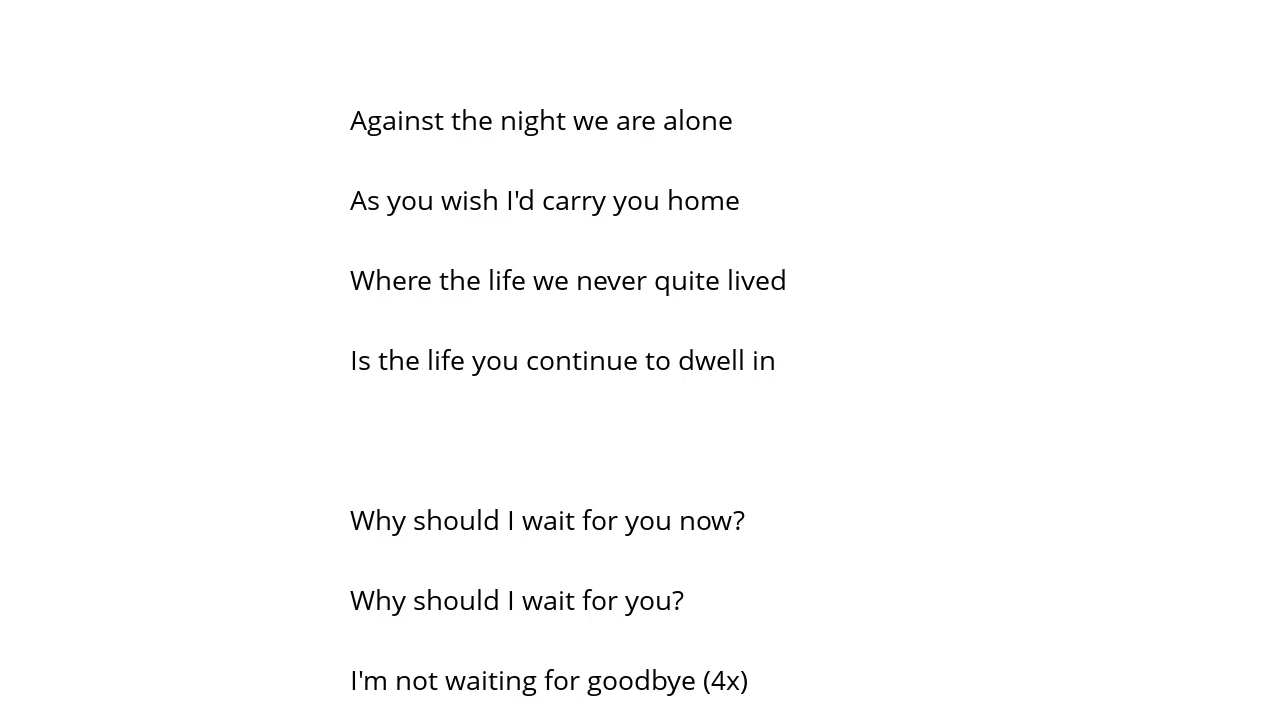 Against the night we are alone
As you wish I'd carry you home
Where the life we never quite lived
Is the life you continue to dwell in
Why should I wait for you now?
Why should I wait for you?
I'm not waiting for goodbye (4x)